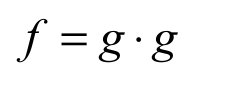 f = g · g